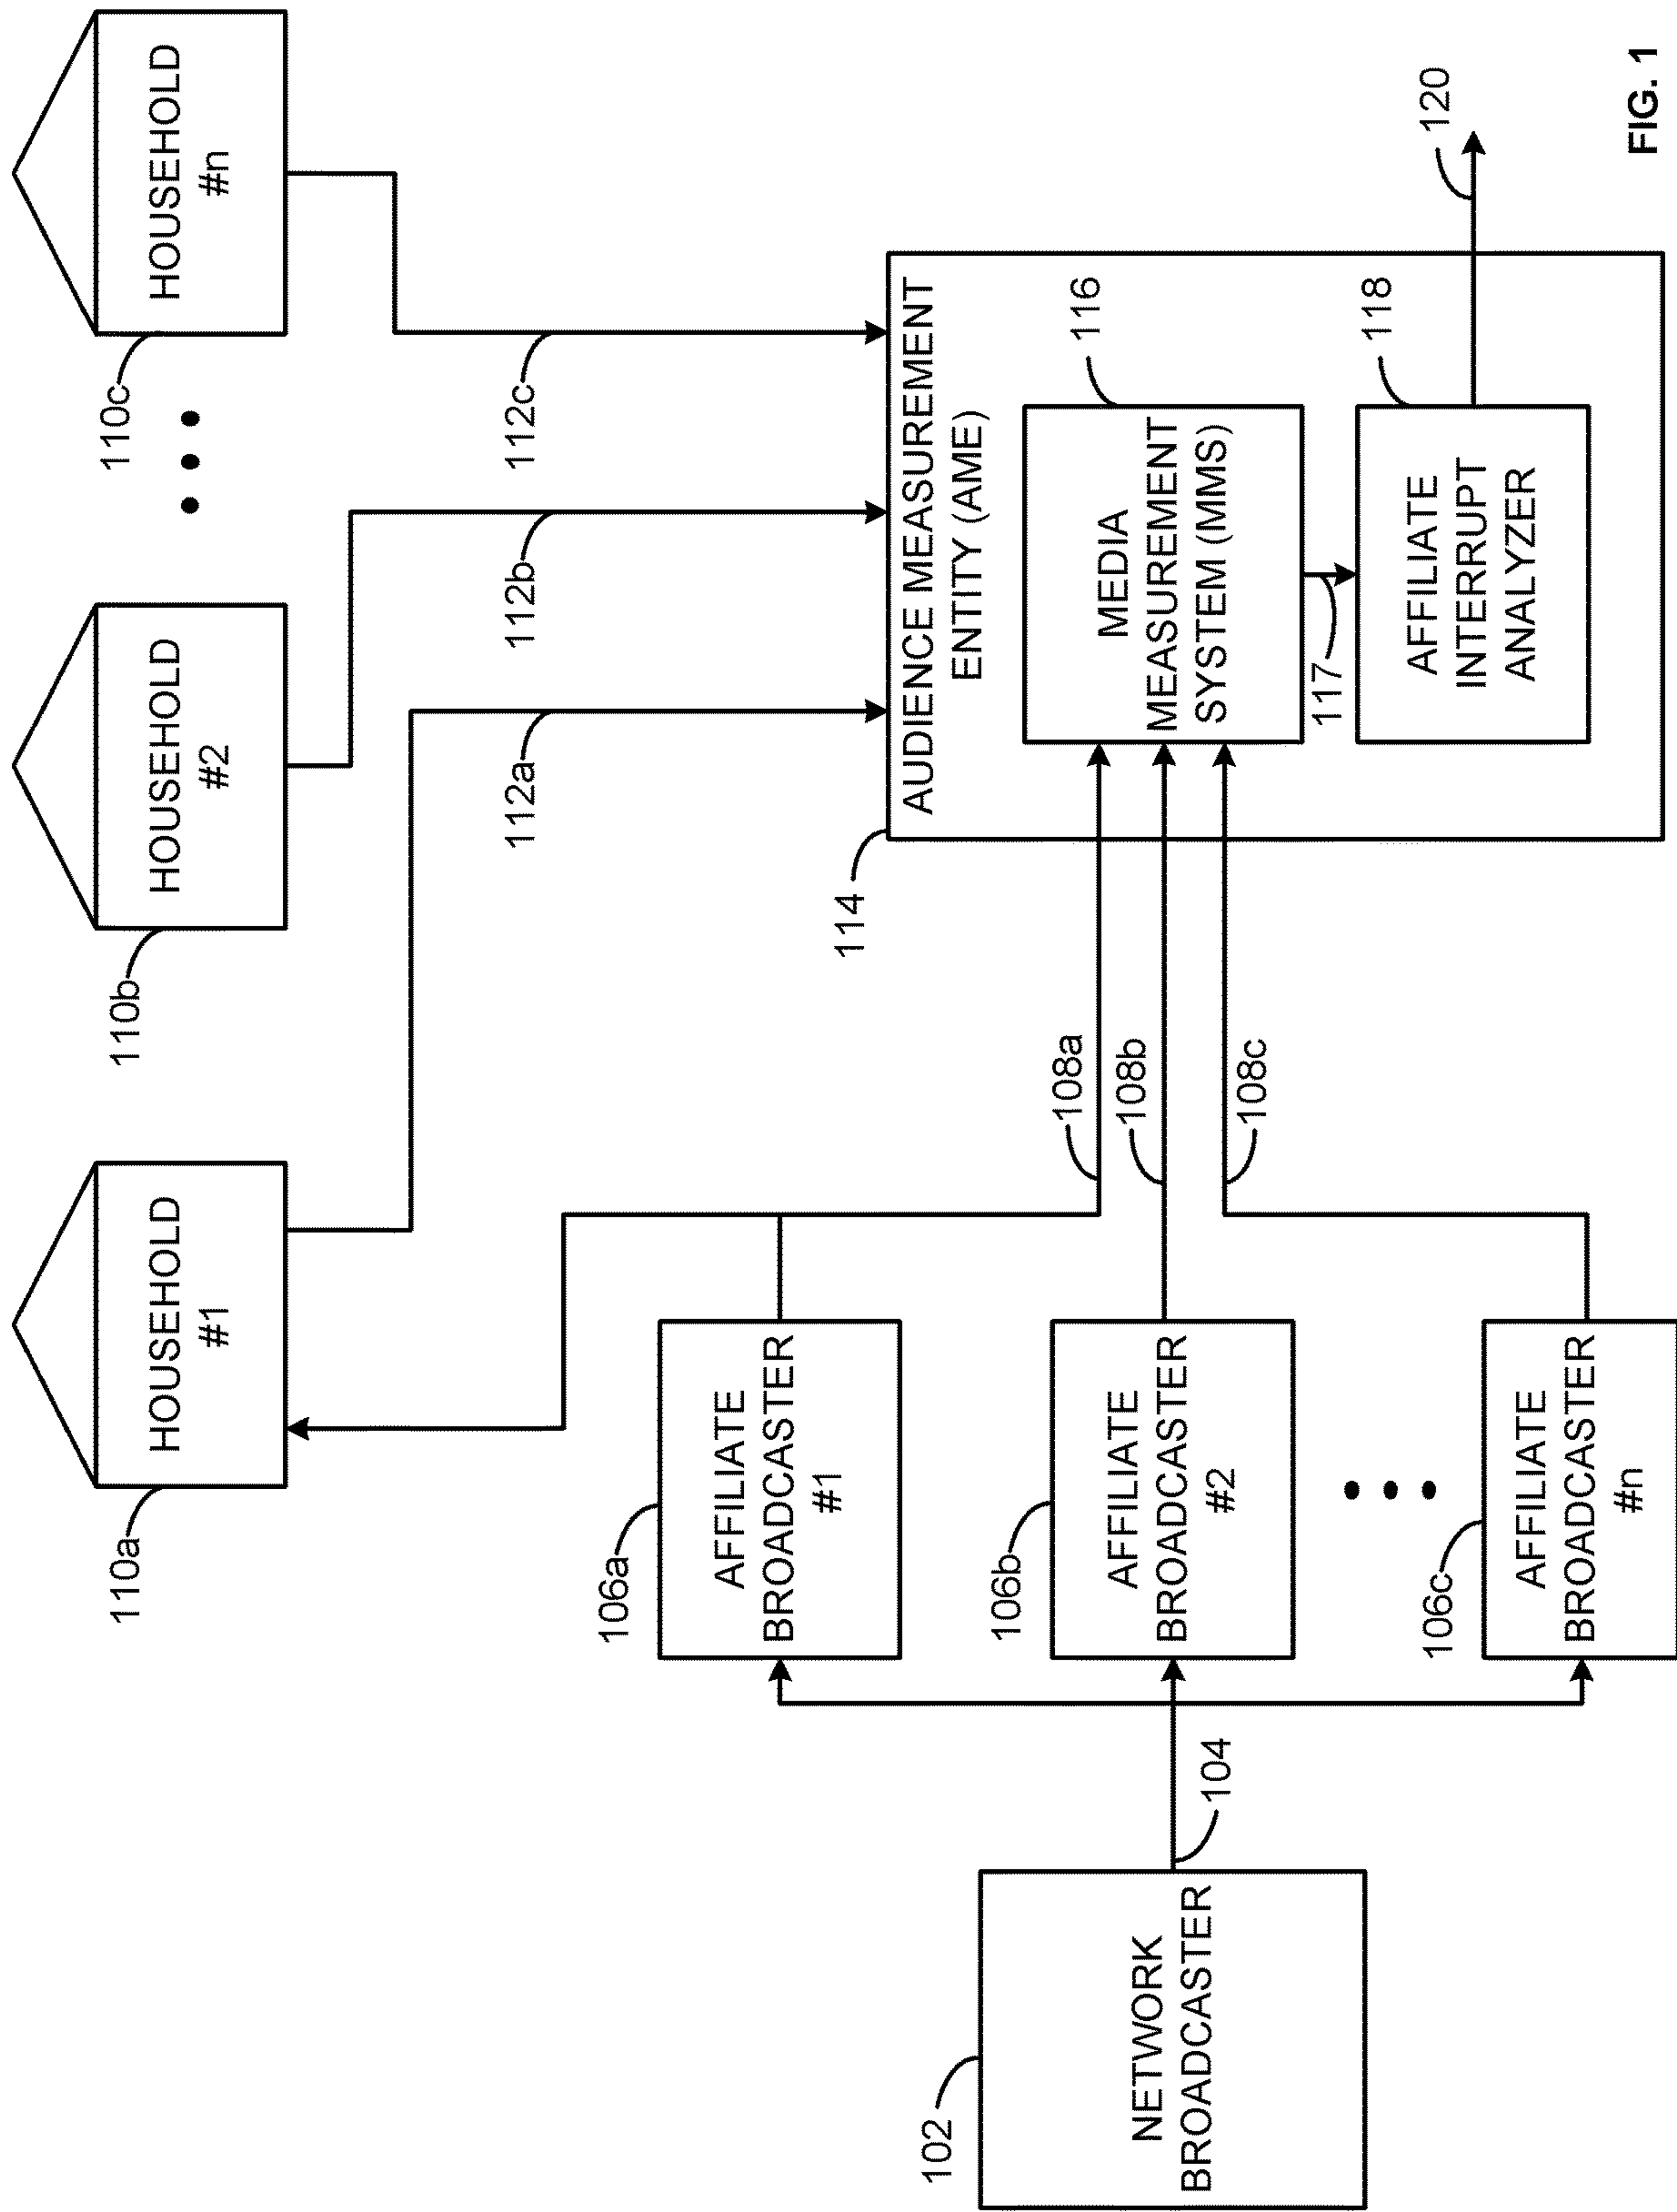 HOUSEHOLD
#1
110a
HOUSEHOLD
#2
110b
HOUSEHOLD
#n
110c
112a
112b
112c
NETWORK
BROADCASTER
102
104
AFFILIATE
BROADCASTER
#1
106a
AFFILIATE
BROADCASTER
#2
106b
AFFILIATE
BROADCASTER
#n
106c
108a
108b
108c
AUDIENCE MEASUREMENT
ENTITY (AME)
114
MEDIA
MEASUREMENT
SYSTEM (MMS)
116
117
AFFILIATE
INTERRUPT
ANALYZER
118
120
FIG. 1